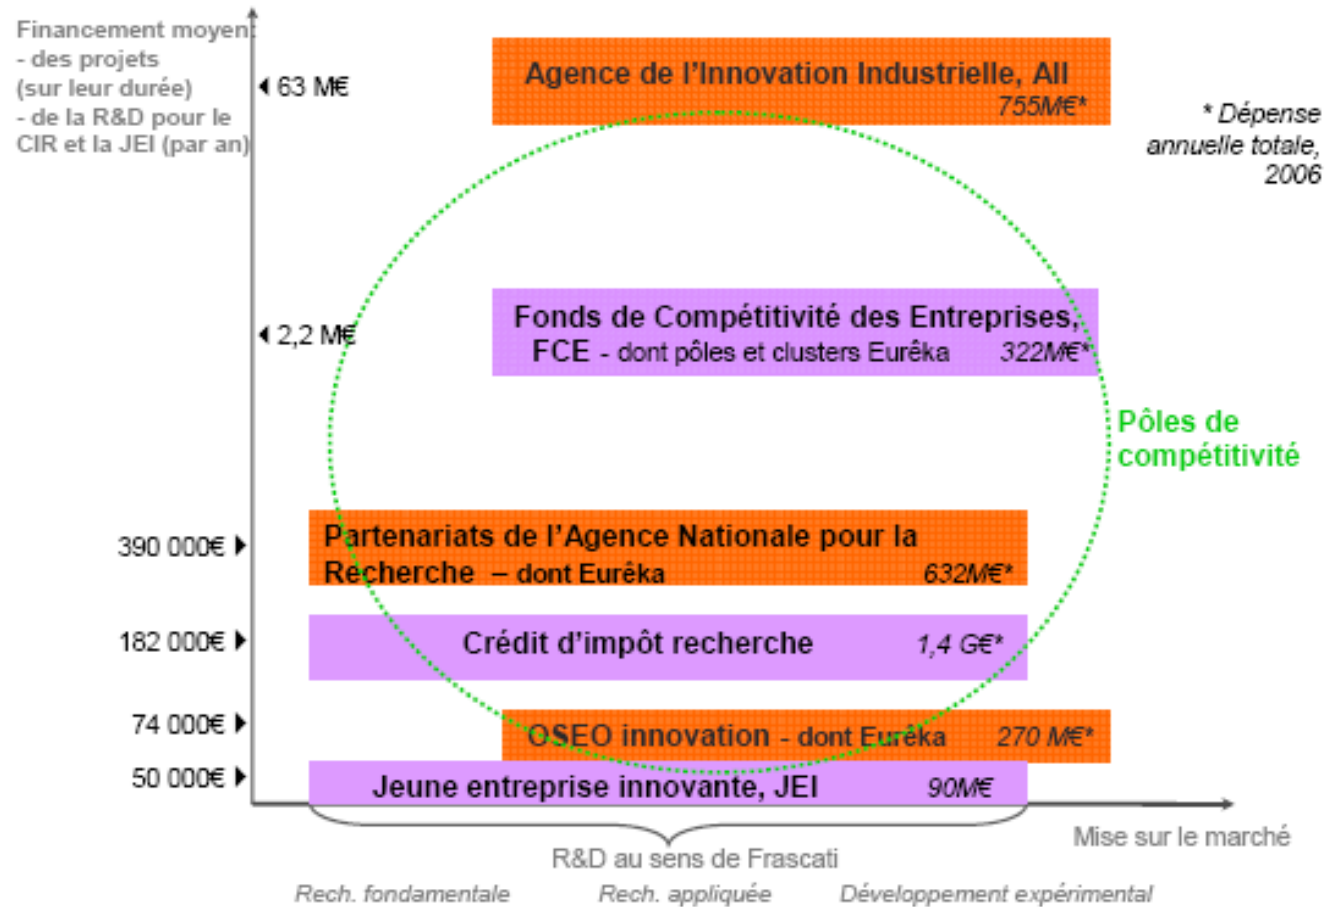 Financement moyen:
- des projets
(sur leur durée)
- de la R&D pour le
CIR et la JEI (par an)
63 M€
Agence de l'Innovation Industrielle, AII
755M€*
* Dépense
annuelle totale,
2006
2,2 M€
Fonds de Compétitivité des Entreprises,
FCE - dont pôles et clusters Eurêka 322M€*
Pôles de
compétitivité
390 000€
Partenariats de l'Agence Nationale pour la
Recherche – dont Eurêka 632M€*
182 000€
Crédit d'impôt recherche 1,4 G€*
74 000€
OSEO innovation - dont Eurêka 270 M€*
50 000€
Jeune entreprise innovante, JEI 90M€
Mise sur le marché
R&D au sens de Frascati
Rech. fondamentale Rech. appliquée Développement expérimental